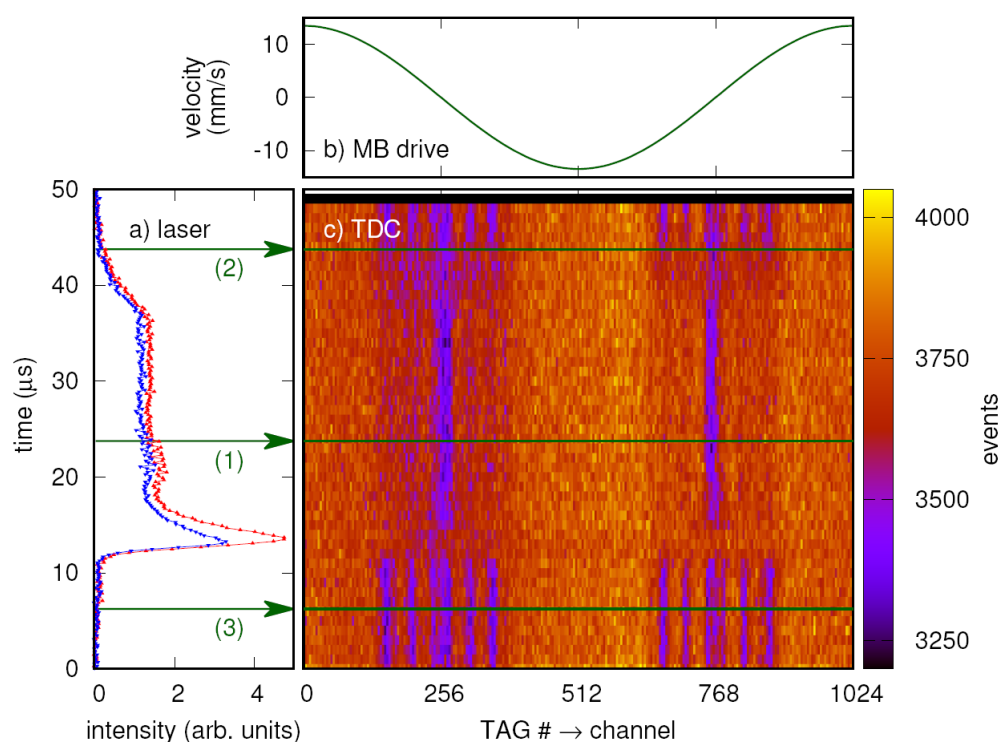 velocity
(mm/s)
10
0
-10
b) MB drive
time (μs)
50
40
30
20
10
0
a) laser
(2)
(1)
(3)
0 2 4
intensity (arb. units)
c) TDC
0 256 512 768 1024
TAG # → channel
4000
3750
3500
3250
events